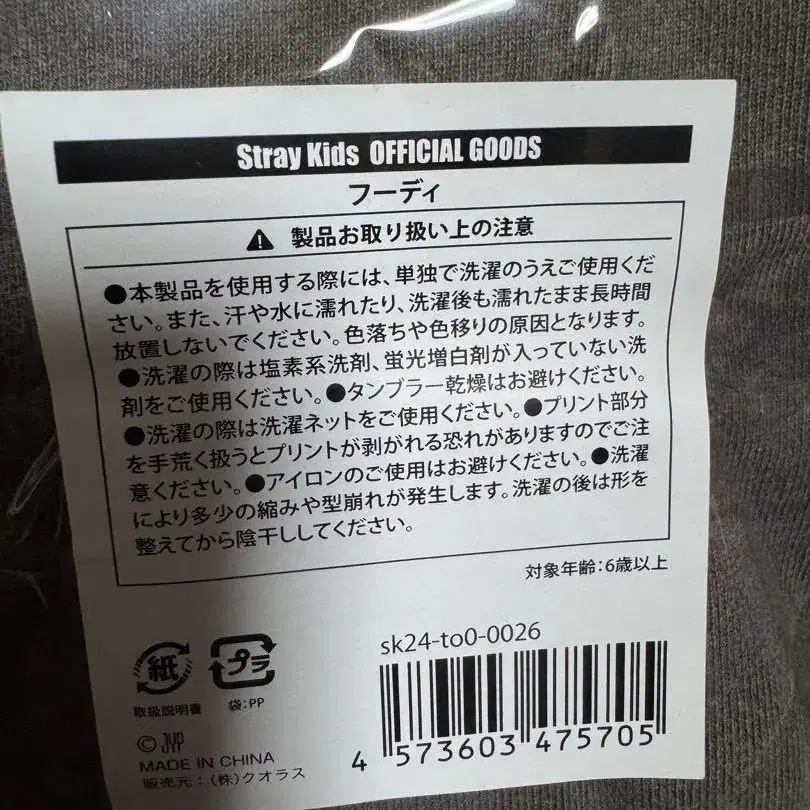 Stray Kids OFFICIAL GOODS
フーディ
⚠ 製品お取り扱い上の注意
●本製品を使用する際には、単独で洗濯のうえご使用くだ
さい。また、汗や水に濡れたり、洗濯後も濡れたまま長時間
放置しないでください。色落ちや色移りの原因となります。
●洗濯の際は塩素系洗剤、蛍光増白剤が入っていない洗
剤をご使用ください。●タンブラー乾燥はお避けください。
●洗濯の際は洗濯ネットをご使用ください。●プリント部分
を手荒く扱うとプリントが剥がれる恐れがありますのでご注
意ください。●アイロンのご使用はお避けください。●洗濯
により多少の縮みや型崩れが発生します。洗濯の後は形を
整えてから陰干ししてください。
対象年齢:6歳以上
sk24-to0-0026
紙 プラ
取扱説明書 袋:PP
© JYP
MADE IN CHINA
販売元:(株)クオラス
4 573603 475705